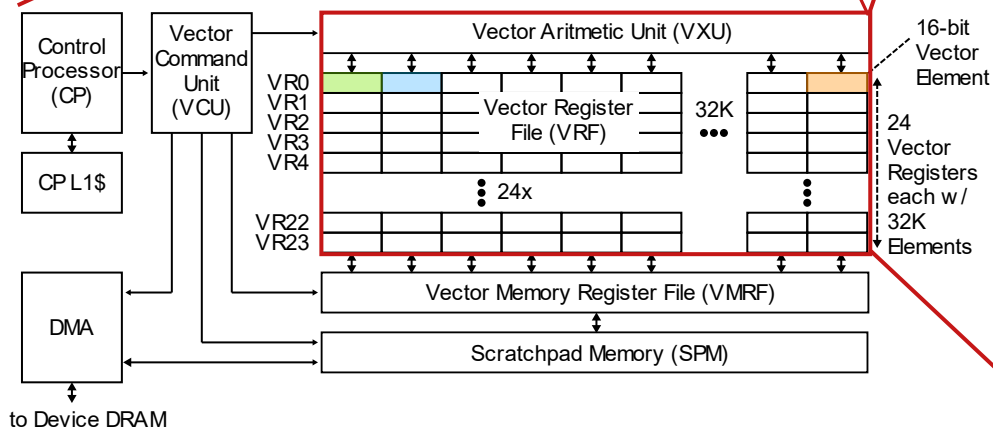 Control
Processor
(CP)
Vector
Command
Unit
(VCU)
Vector Aritmetic Unit (VXU)
16-bit
Vector
Element
VR0
VR1
VR2
VR3
VR4
Vector Register
File (VRF)
32K
24
Vector
Registers
each w/
32K
Elements
CP L1$
24x
VR22
VR23
Vector Memory Register File (VMRF)
DMA
Scratchpad Memory (SPM)
to Device DRAM